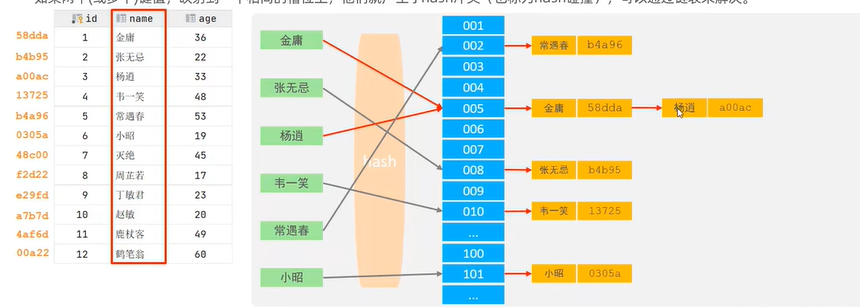 如果两个(或多个)键值，映射到一个相同的槽位上，他们就产生了hash冲突（也称为hash碰撞），可以通过链表来解决。
id name age
58dda 1 金庸 36
b4b95 2 张无忌 22
a00ac 3 杨逍 33
13725 4 韦一笑 48
b4a96 5 常遇春 53
0305a 6 小昭 19
48c00 7 灭绝 45
f2d22 8 周芷若 17
e29fd 9 丁敏君 23
a7b7d 10 赵敏 20
4af6d 11 鹿杖客 49
00a22 12 鹤笔翁 60
金庸
张无忌
杨逍
韦一笑
常遇春
小昭
hash
001
002 常遇春 b4a96
003
004
005 金庸 58dda 杨逍 a00ac
006
007
008 张无忌 b4b95
009
010 韦一笑 13725
...
100
101 小昭 0305a
...